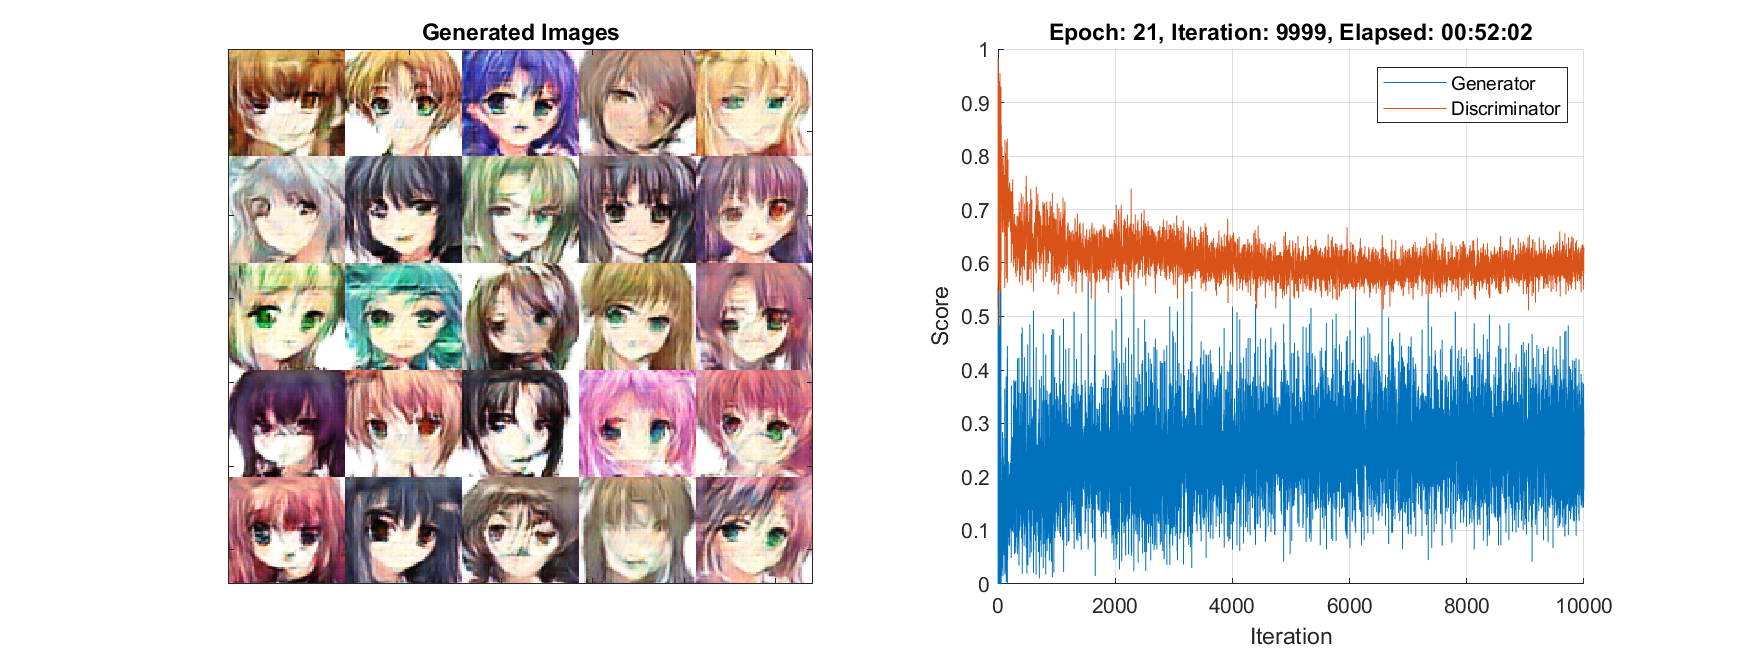 Generated Images
Epoch: 21, Iteration: 9999, Elapsed: 00:52:02
Generator
Discriminator
1
0.9
0.8
0.7
0.6
0.5
0.4
0.3
0.2
0.1
0
Score
0 2000 4000 6000 8000 10000
Iteration